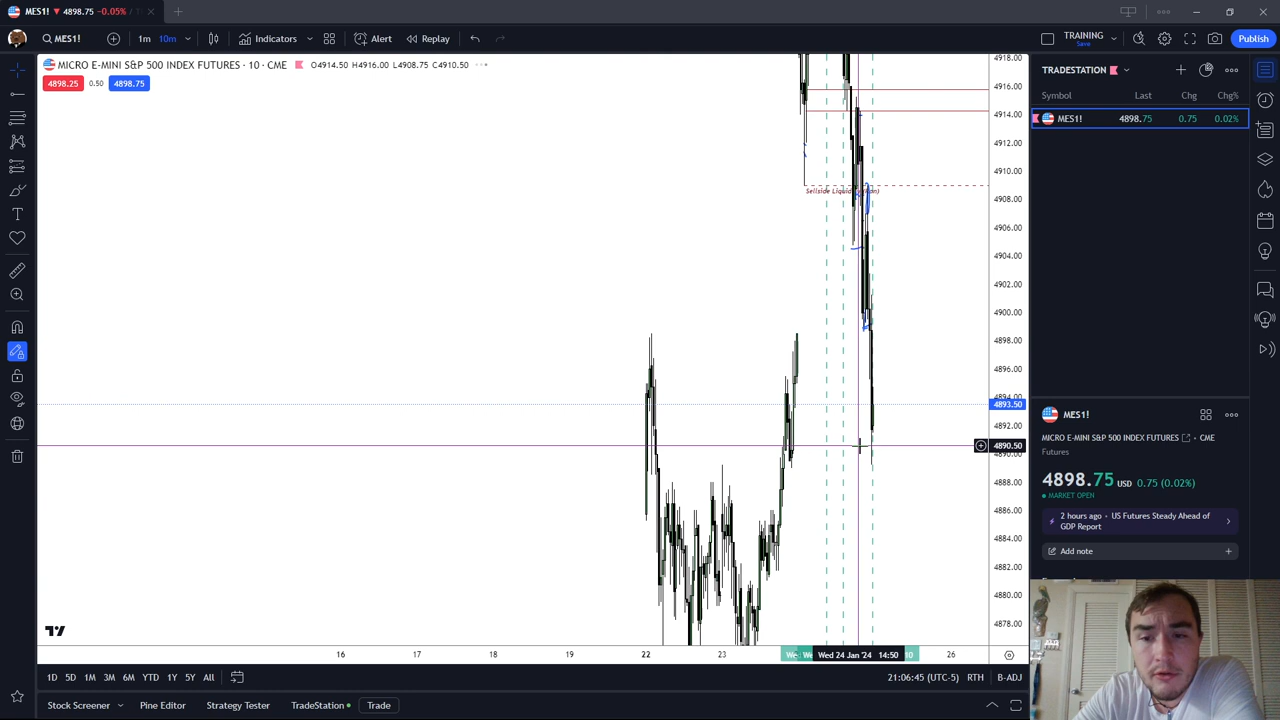 MES1! 4898.75 -0.05% / TI
MES1! 1m 10m Indicators Alert Replay TRAINING Save Publish
MICRO E-MINI S&P 500 INDEX FUTURES · 10 · CME O4914.50 H4916.00 L4908.75 C4910.50
4898.25 0.50 4898.75
TRADESTATION
Symbol Last Chg Chg%
MES1! 4898.75 0.75 0.02%
4918.00
4916.00
4914.00
4912.00
4910.00
4908.00
4906.00
4904.00
4902.00
4900.00
4898.00
4896.00
4894.00
4893.50
4892.00
4890.50
4890.00
4888.00
4886.00
4884.00
4882.00
4880.00
4878.00
MES1!
MICRO E-MINI S&P 500 INDEX FUTURES · CME
Futures
4898.75 USD 0.75 (0.02%)
MARKET OPEN
2 hours ago · US Futures Steady Ahead of
GDP Report
Add note
16 17 18 19 22 23 We: We Wed 24 Jan '24 14:50 26
1D 5D 1M 3M 6M YTD 1Y 5Y All 21:06:45 (UTC-5) RTH B-ADJ
Stock Screener Pine Editor Strategy Tester TradeStation Trade